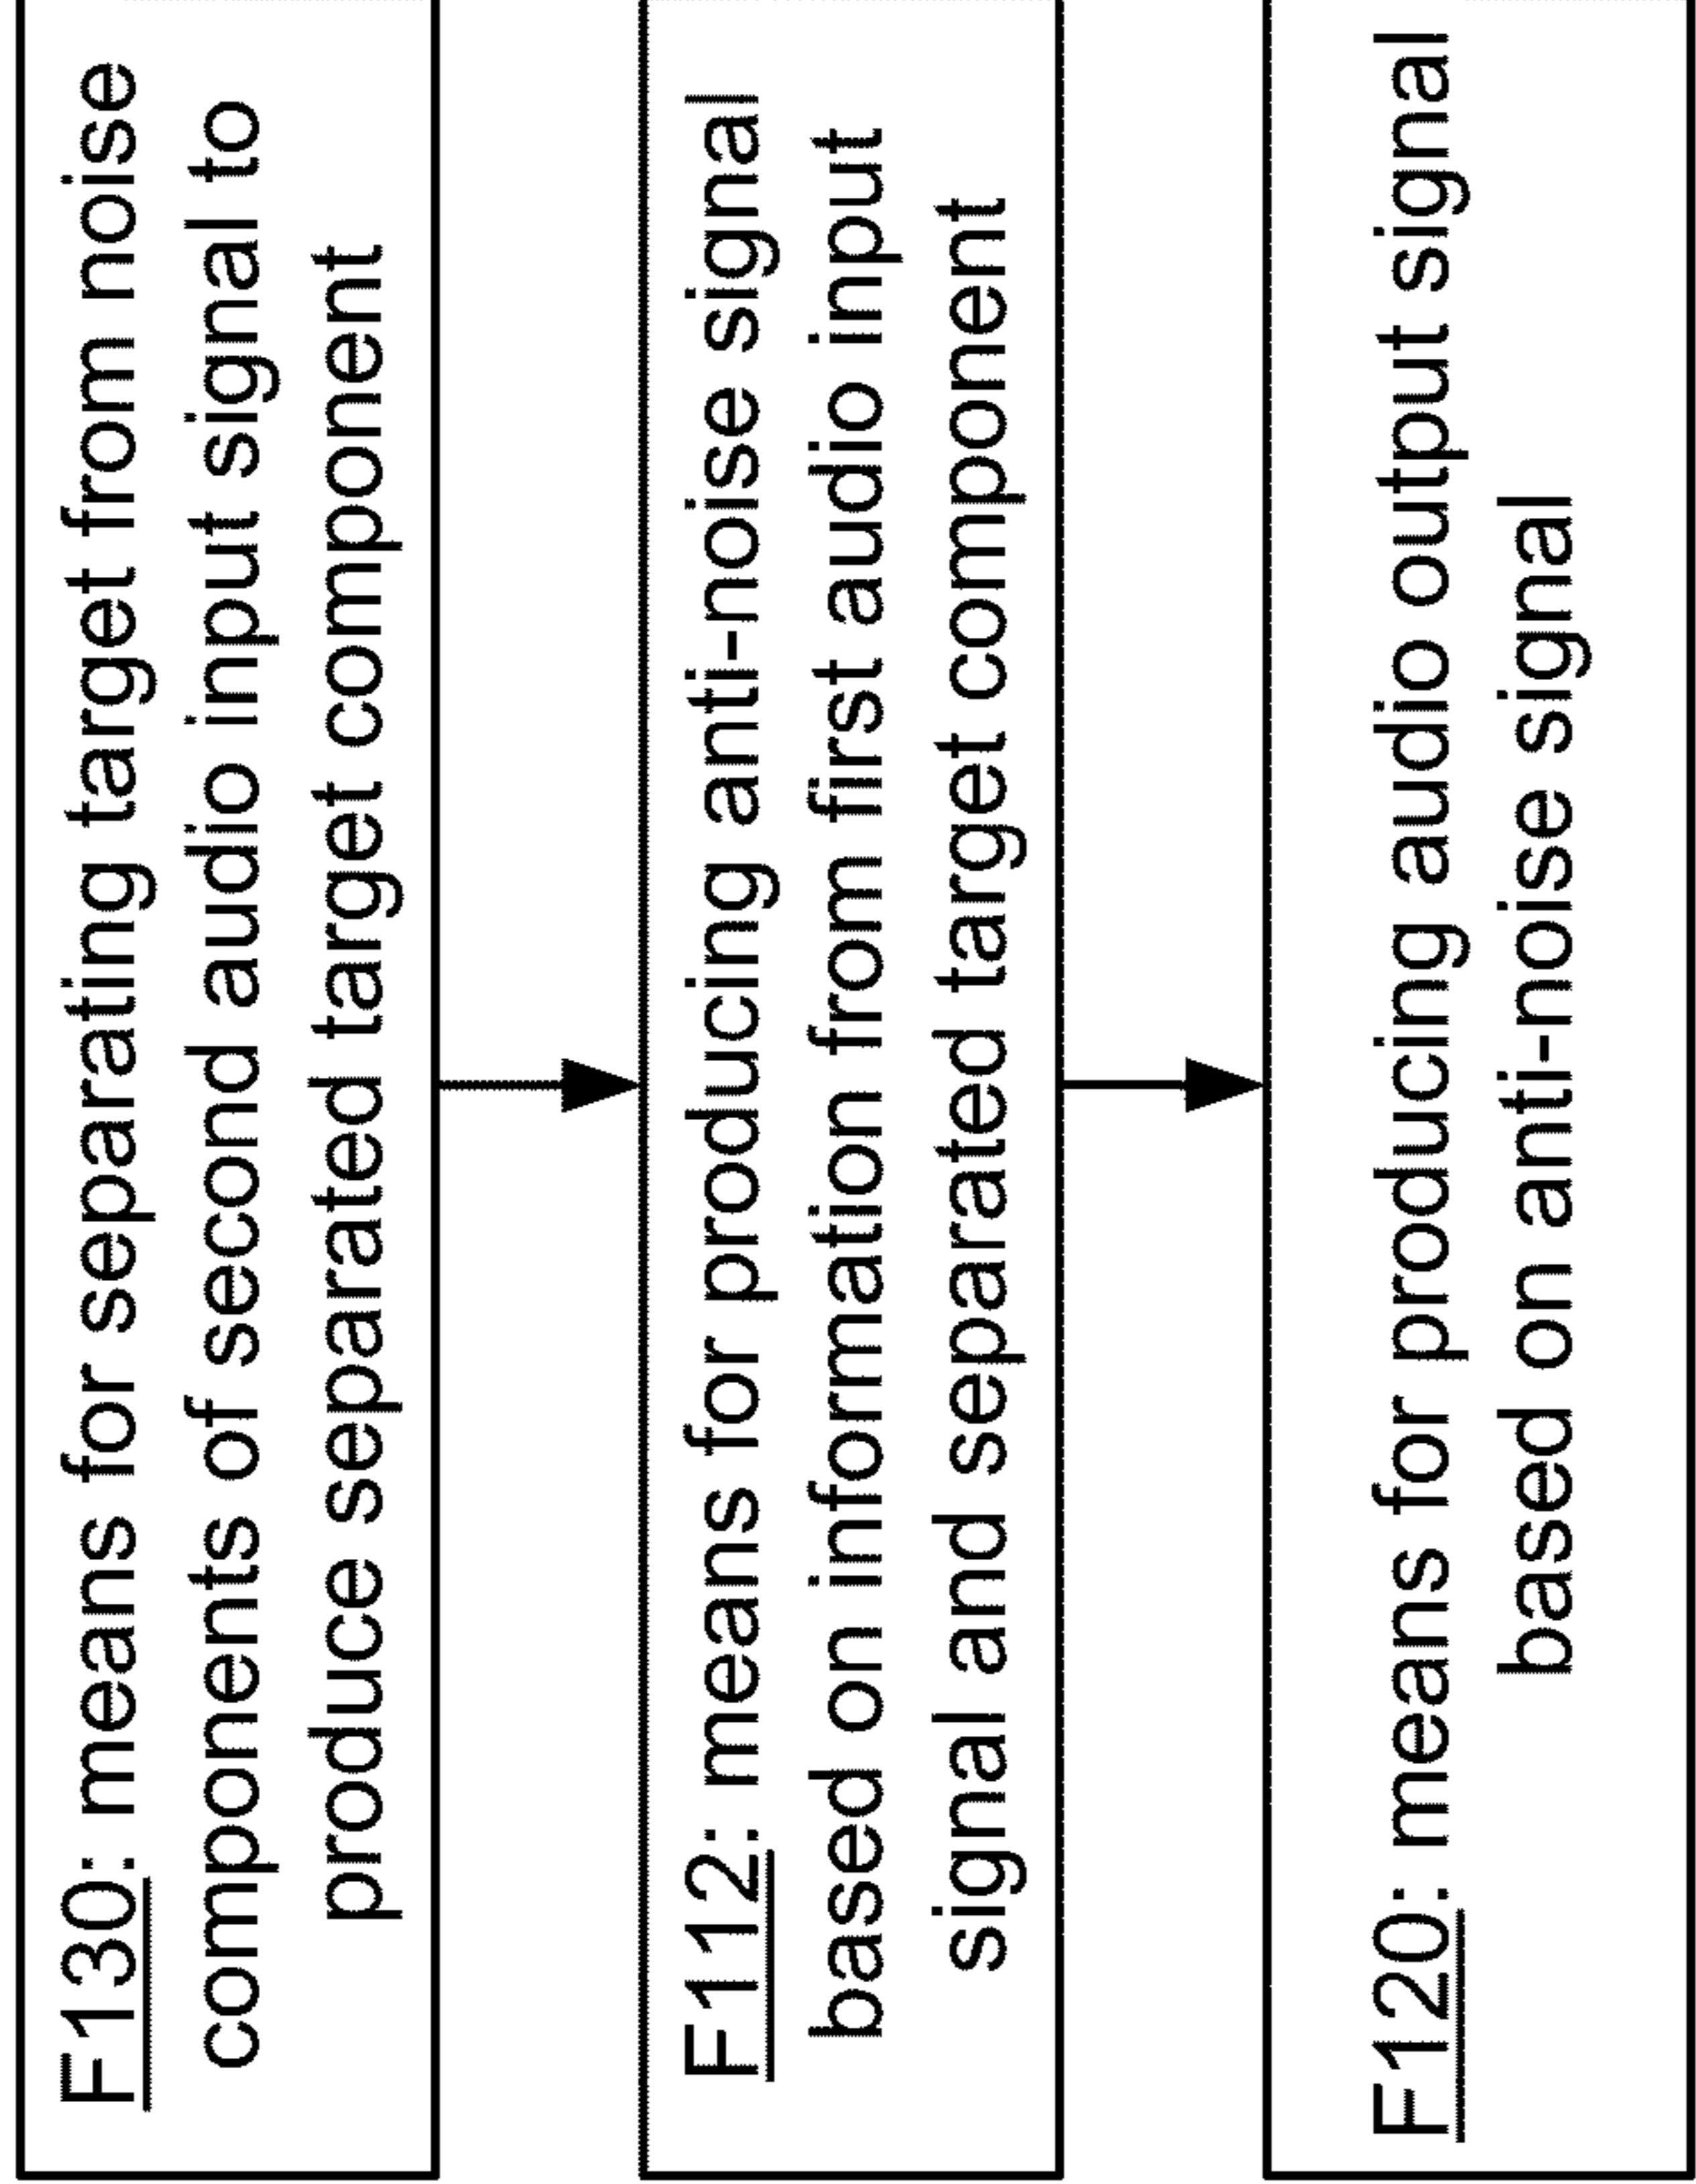 F130: means for separating target from noise
components of second audio input signal to
produce separated target component
F112: means for producing anti-noise signal
based on information from first audio input
signal and separated target component
F120: means for producing audio output signal
based on anti-noise signal